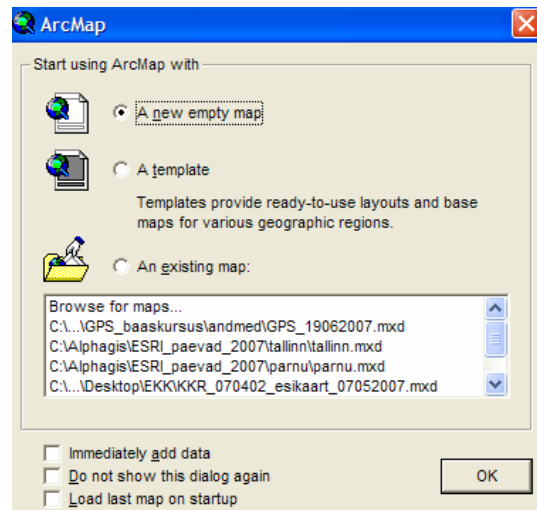 ArcMap
Start using ArcMap with
A new empty map
A template
Templates provide ready-to-use layouts and base
maps for various geographic regions.
An existing map:
Browse for maps...
C:\...\GPS_baaskursus\andmed\GPS_19062007.mxd
C:\Alphagis\ESRI_paevad_2007\tallinn\tallinn.mxd
C:\Alphagis\ESRI_paevad_2007\parnu\parnu.mxd
C:\...\Desktop\EKK\KKR_070402_esikaart_07052007.mxd
Immediately add data
Do not show this dialog again
Load last map on startup
OK